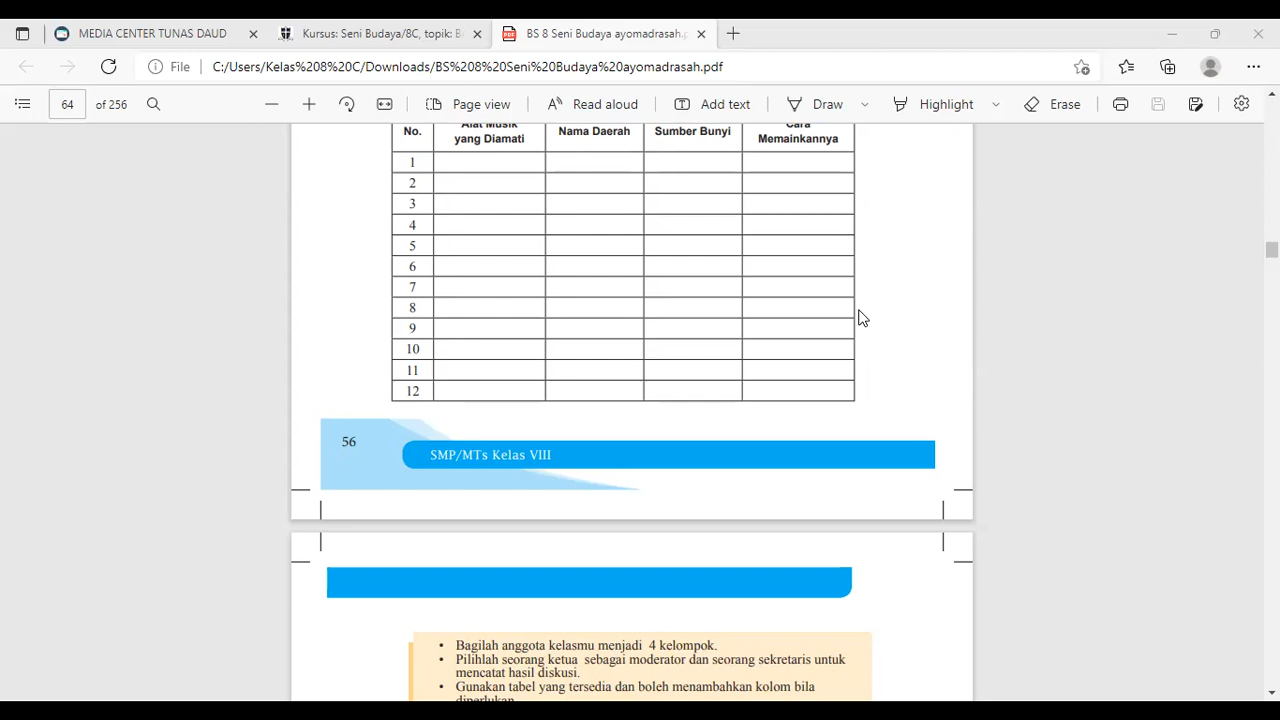 MEDIA CENTER TUNAS DAUD
Kursus: Seni Budaya/8C, topik: B
BS 8 Seni Budaya ayomadrasah.p
File C:/Users/Kelas%208%20C/Downloads/BS%208%20Seni%20Budaya%20ayomadrasah.pdf
64 of 256 Page view Read aloud Add text Draw Highlight Erase
No. Alat Musik Nama Daerah Sumber Bunyi Cara
yang Diamati Memainkannya
1
2
3
4
5
6
7
8
9
10
11
12
56
SMP/MTs Kelas VIII
• Bagilah anggota kelasmu menjadi 4 kelompok.
• Pilihlah seorang ketua sebagai moderator dan seorang sekretaris untuk
mencatat hasil diskusi.
• Gunakan tabel yang tersedia dan boleh menambahkan kolom bila
diperlukan